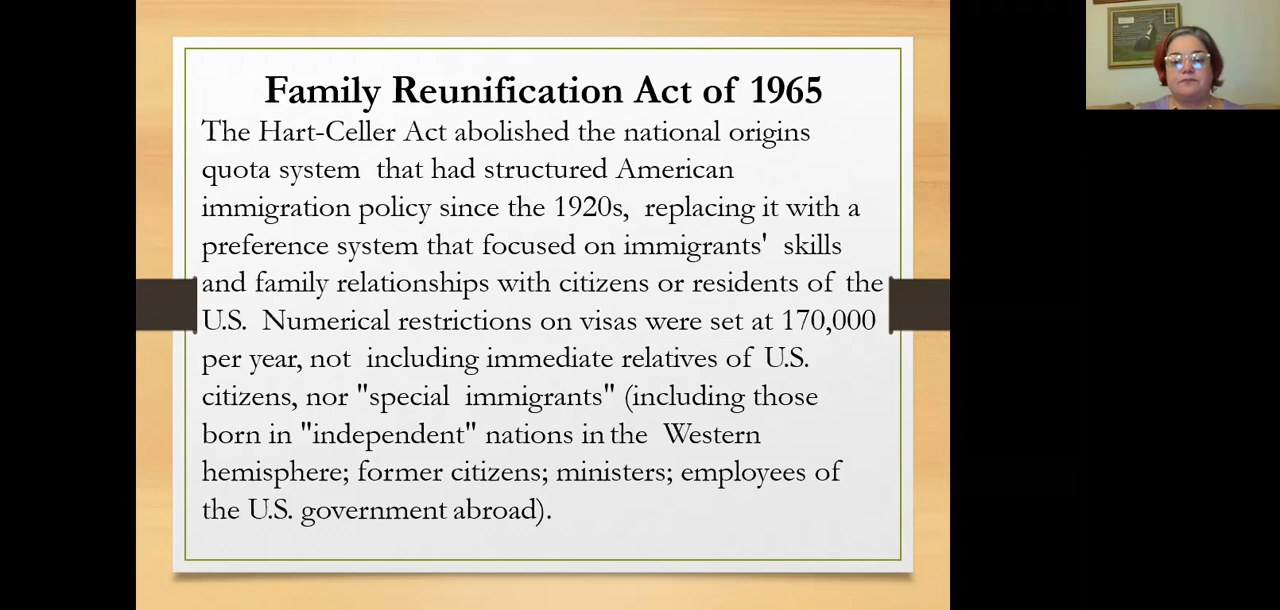 Family Reunification Act of 1965
The Hart-Celler Act abolished the national origins
quota system that had structured American
immigration policy since the 1920s, replacing it with a
preference system that focused on immigrants' skills
and family relationships with citizens or residents of the
U.S. Numerical restrictions on visas were set at 170,000
per year, not including immediate relatives of U.S.
citizens, nor "special immigrants" (including those
born in "independent" nations in the Western
hemisphere; former citizens; ministers; employees of
the U.S. government abroad).